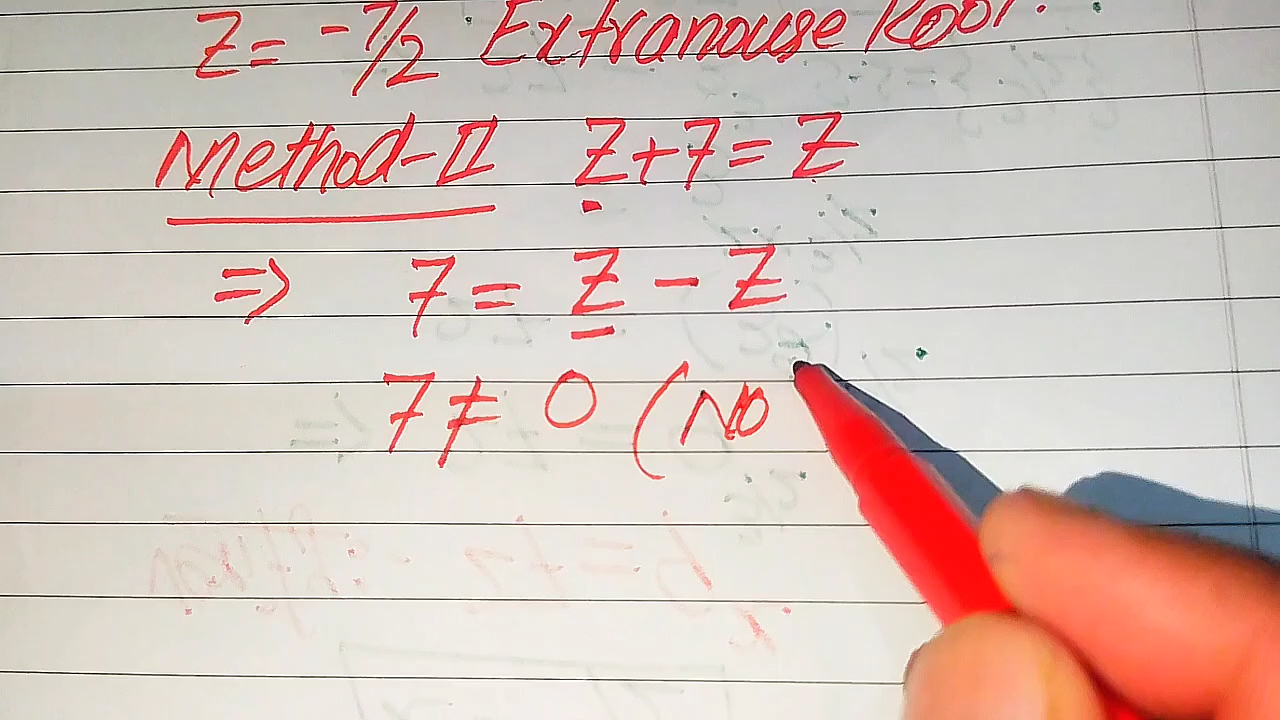 Z = -7/2 Extranouse Root.
Method-II Z+7=Z
=> 7 = Z - Z
7 ≠ 0 (No